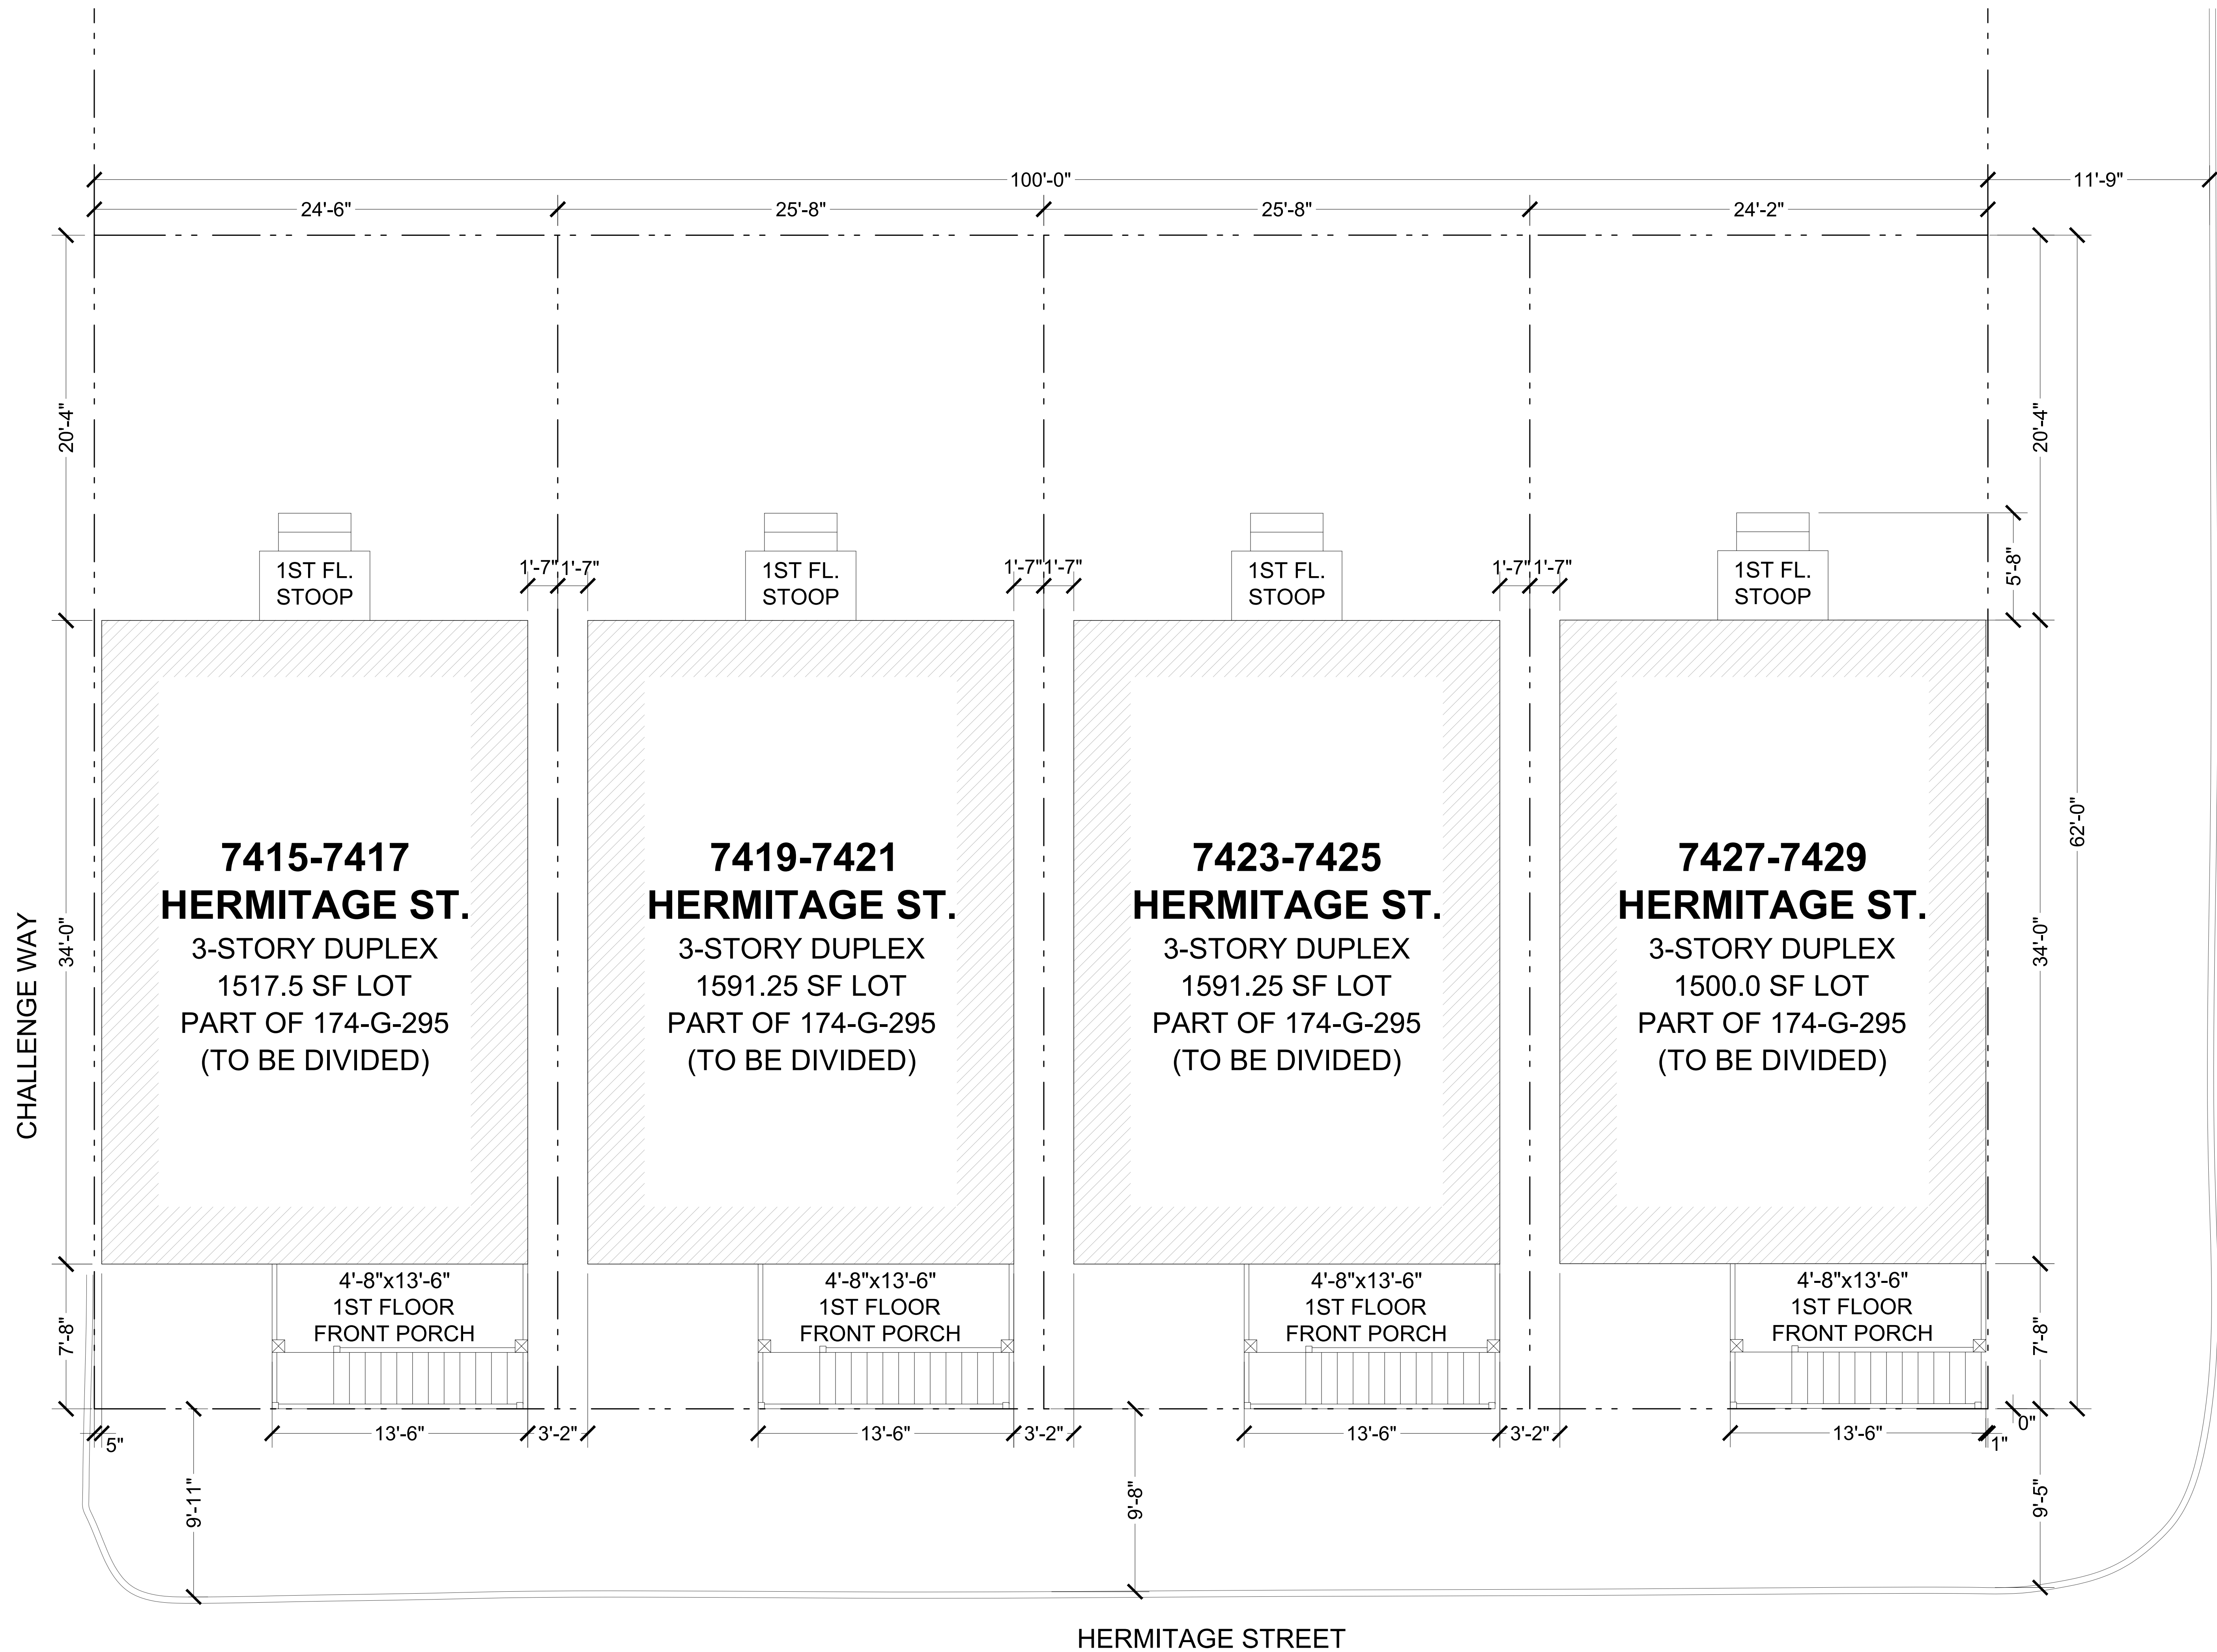 100'-0"
11'-9"
24'-6"
25'-8"
25'-8"
24'-2"
20'-4"
20'-4"
62'-0"
5'-8"
1ST FL.
STOOP
1'-7"
1'-7"
1ST FL.
STOOP
1'-7"
1'-7"
1ST FL.
STOOP
1'-7"
1'-7"
1ST FL.
STOOP
CHALLENGE WAY
34'-0"
7415-7417
HERMITAGE ST.
3-STORY DUPLEX
1517.5 SF LOT
PART OF 174-G-295
(TO BE DIVIDED)
7419-7421
HERMITAGE ST.
3-STORY DUPLEX
1591.25 SF LOT
PART OF 174-G-295
(TO BE DIVIDED)
7423-7425
HERMITAGE ST.
3-STORY DUPLEX
1591.25 SF LOT
PART OF 174-G-295
(TO BE DIVIDED)
7427-7429
HERMITAGE ST.
3-STORY DUPLEX
1500.0 SF LOT
PART OF 174-G-295
(TO BE DIVIDED)
34'-0"
7'-8"
4'-8"x13'-6"
1ST FLOOR
FRONT PORCH
4'-8"x13'-6"
1ST FLOOR
FRONT PORCH
4'-8"x13'-6"
1ST FLOOR
FRONT PORCH
4'-8"x13'-6"
1ST FLOOR
FRONT PORCH
7'-8"
5"
13'-6"
3'-2"
13'-6"
3'-2"
13'-6"
3'-2"
13'-6"
1"
0"
9'-11"
9'-8"
9'-5"
HERMITAGE STREET